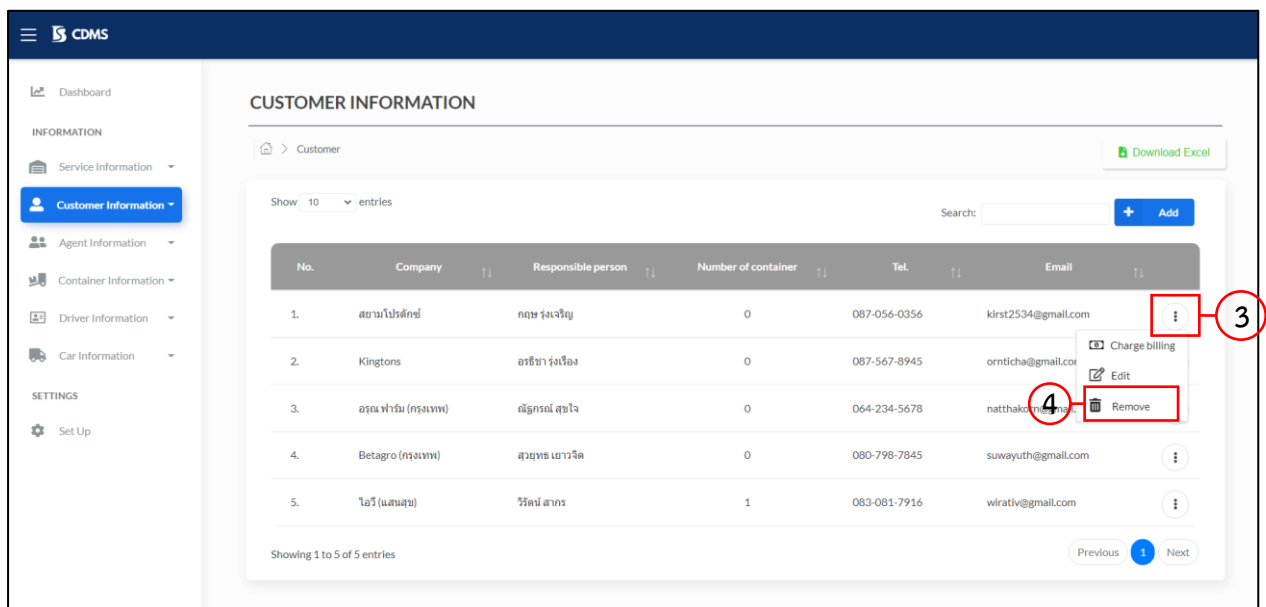 CDMS
Dashboard
INFORMATION
Service Information
Customer Information
Agent Information
Container Information
Driver Information
Car Information
SETTINGS
Set Up
CUSTOMER INFORMATION
Customer
Download Excel
Show 10 entries
Search:
+ Add
No. Company Responsible person Number of container Tel. Email
1. สยามโปรดักซ์ กฤษ รุ่งเจริญ 0 087-056-0356 kirst2534@gmail.com
3
2. Kingtons อรธิชา รุ่งเรือง 0 087-567-8945 ornticha@gmail.com
3. อรุณ ฟาร์ม (กรุงเทพ) ณัฐกรณ์ สุขใจ 0 064-234-5678
Charge billing
Edit
4
Remove
4. Betagro (กรุงเทพ) สุวยุทธ เยาวจิต 0 080-798-7845 suwayuth@gmail.com
5. ไอวี (แสนสุข) วิรัตน์ สากร 1 083-081-7916 wirativ@gmail.com
Showing 1 to 5 of 5 entries
Previous 1 Next